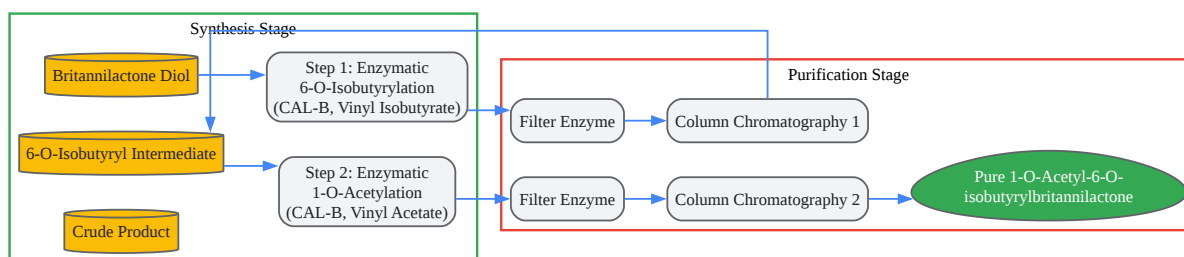 Synthesis Stage
Britannilactone Diol
Step 1: Enzymatic
6-O-Isobutyrylation
(CAL-B, Vinyl Isobutyrate)
6-O-Isobutyryl Intermediate
Step 2: Enzymatic
1-O-Acetylation
(CAL-B, Vinyl Acetate)
Crude Product
Purification Stage
Filter Enzyme
Column Chromatography 1
Filter Enzyme
Column Chromatography 2
Pure 1-O-Acetyl-6-O-
isobutyrylbritannilactone